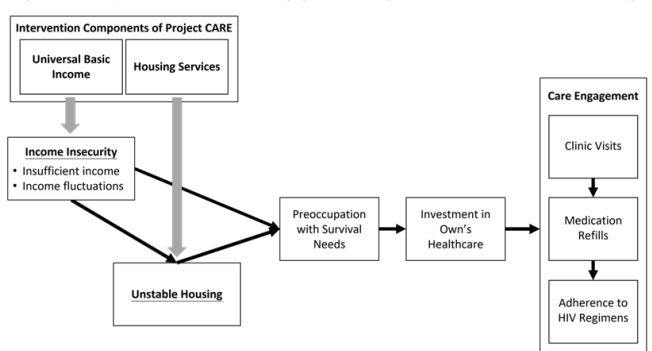 Intervention Components of Project CARE
Universal Basic
Income
Housing Services
Income Insecurity
• Insufficient income
• Income fluctuations
Unstable Housing
Preoccupation
with Survival
Needs
Investment in
Own's
Healthcare
Care Engagement
Clinic Visits
Medication
Refills
Adherence to
HIV Regimens